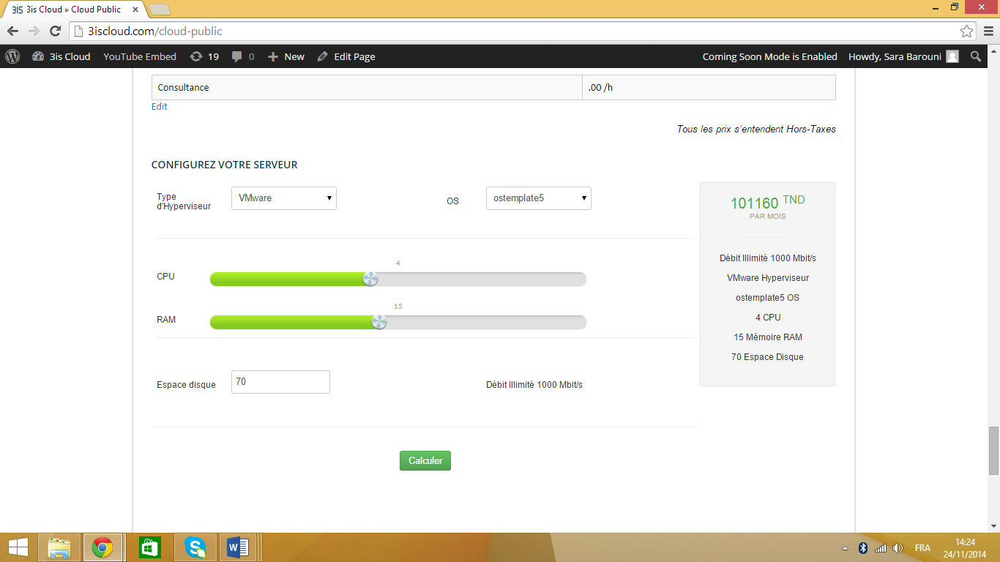 3is Cloud » Cloud Public
3iscloud.com/cloud-public
3is Cloud YouTube Embed 19 0 New Edit Page Coming Soon Mode is Enabled Howdy, Sara Barouni
Consultance .00 /h
Edit
Tous les prix s'entendent Hors-Taxes
CONFIGUREZ VOTRE SERVEUR
Type
d'Hyperviseur
VMware
OS
ostemplate5
4
CPU
15
RAM
Espace disque
70
Débit Illimité 1000 Mbit/s
Calculer
101160 TND
PAR MOIS
Débit Illimité 1000 Mbit/s
VMware Hyperviseur
ostemplate5 OS
4 CPU
15 Mémoire RAM
70 Espace Disque
FRA
14:24
24/11/2014